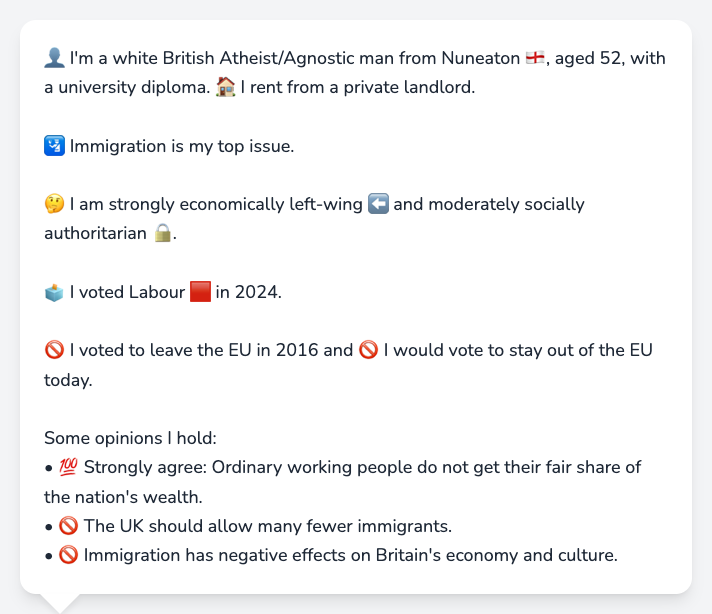 👤 I'm a white British Atheist/Agnostic man from Nuneaton 🏴󠁧󠁢󠁥󠁮󠁧󠁿, aged 52, with
a university diploma. 🏠 I rent from a private landlord.
🛂 Immigration is my top issue.
🤔 I am strongly economically left-wing ⬅️ and moderately socially
authoritarian 🔒.
🗳️ I voted Labour 🟥 in 2024.
🚫 I voted to leave the EU in 2016 and 🚫 I would vote to stay out of the EU
today.
Some opinions I hold:
• 💯 Strongly agree: Ordinary working people do not get their fair share of
the nation's wealth.
• 🚫 The UK should allow many fewer immigrants.
• 🚫 Immigration has negative effects on Britain's economy and culture.